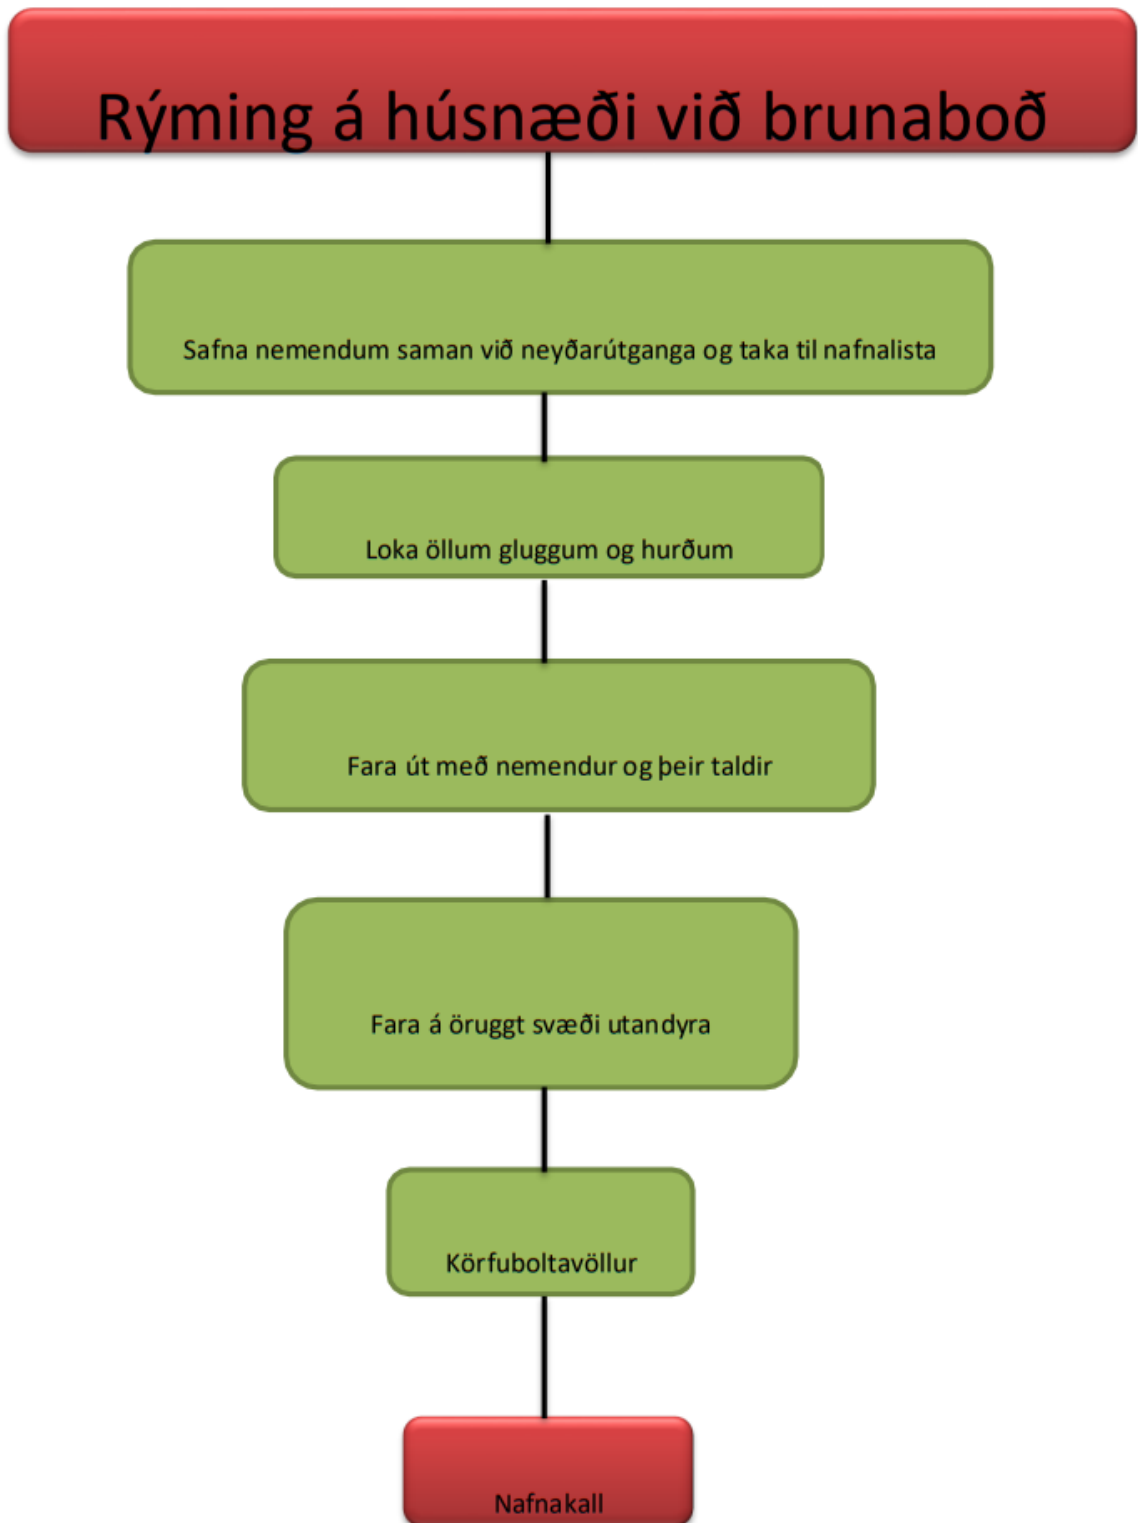 Rýming á húsnæði við brunaboð
Safna nemendum saman við neyðarútganga og taka til nafnalista
Loka öllum gluggum og hurðum
Fara út með nemendur og þeir taldir
Fara á öruggt svæði utandyra
Körfuboltavöllur
Nafnakall